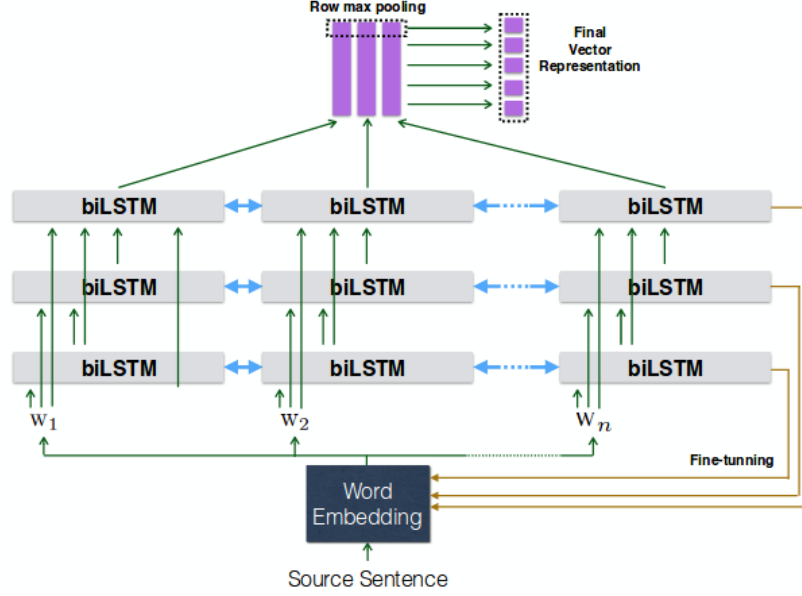 Row max pooling
Final
Vector
Representation
biLSTM biLSTM biLSTM
biLSTM biLSTM biLSTM
biLSTM biLSTM biLSTM
w1 w2 wn
Fine-tunning
Word
Embedding
Source Sentence